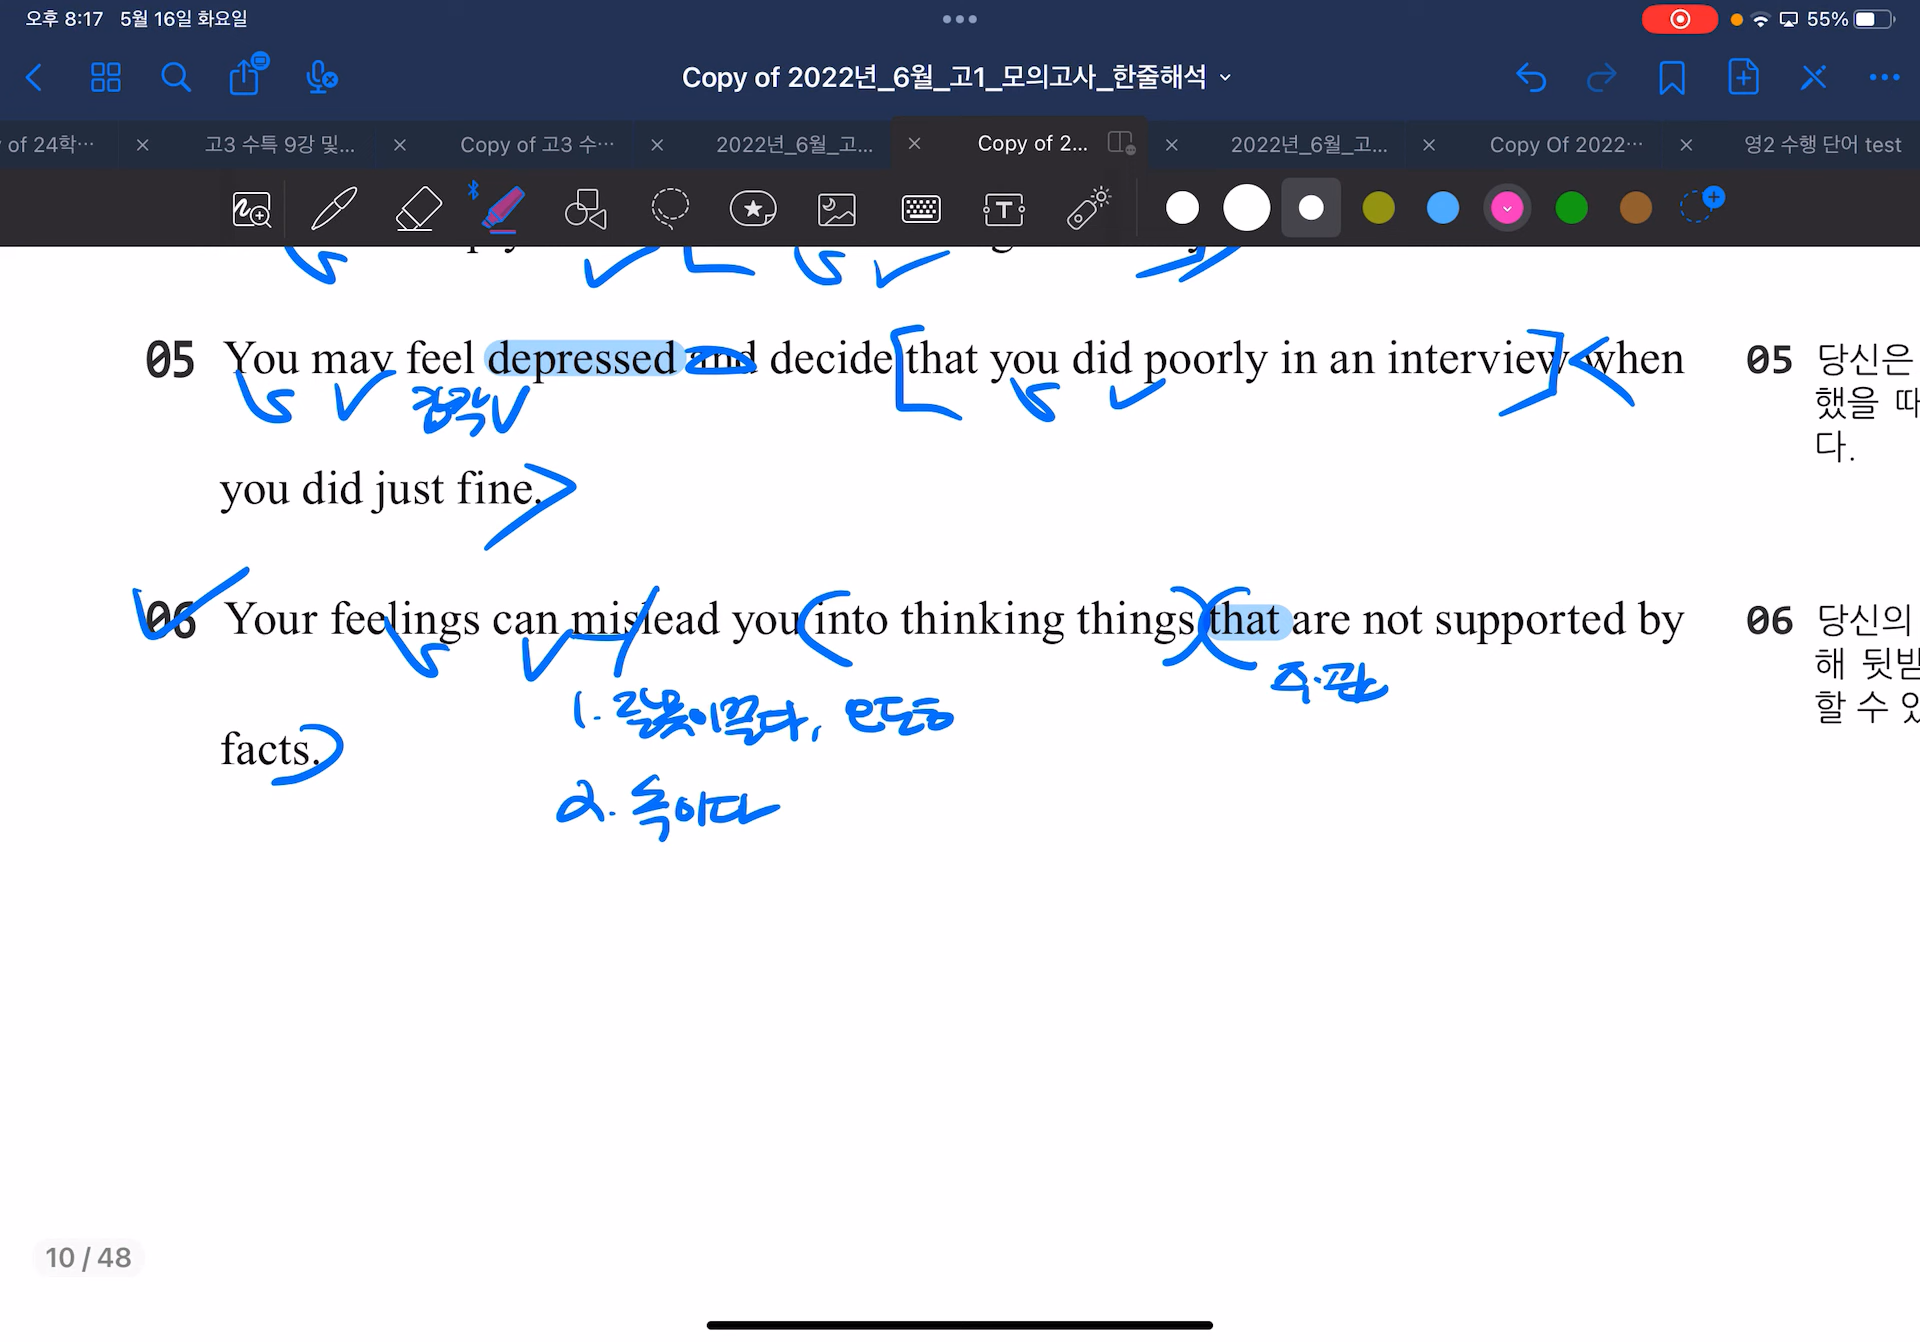 오후 8:17 5월 16일 화요일
55%
Copy of 2022년_6월_고1_모의고사_한줄해석
of 24학…
고3 수특 9강 및...
Copy of 고3 수…
2022년_6월_고...
Copy of 2...
2022년_6월_고...
Copy Of 2022…
영2 수행 단어 test
05 You may feel depressed and decide that you did poorly in an interview when
05 당신은
했을 때
다.
감각V
you did just fine.
06 Your feelings can mislead you into thinking things that are not supported by
06 당신의
해 뒷받
할 수 있
주·관
1. 잘못이끌다, 오도
facts.
2. 속이다
10 / 48